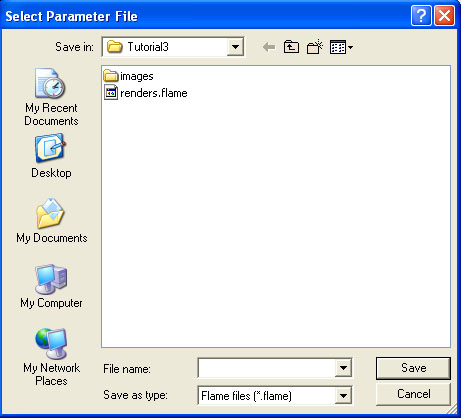 Select Parameter File
Save in: Tutorial3
images
renders.flame
My Recent
Documents
Desktop
My Documents
My Computer
My Network
Places
File name:
Save
Save as type: Flame files (*.flame)
Cancel